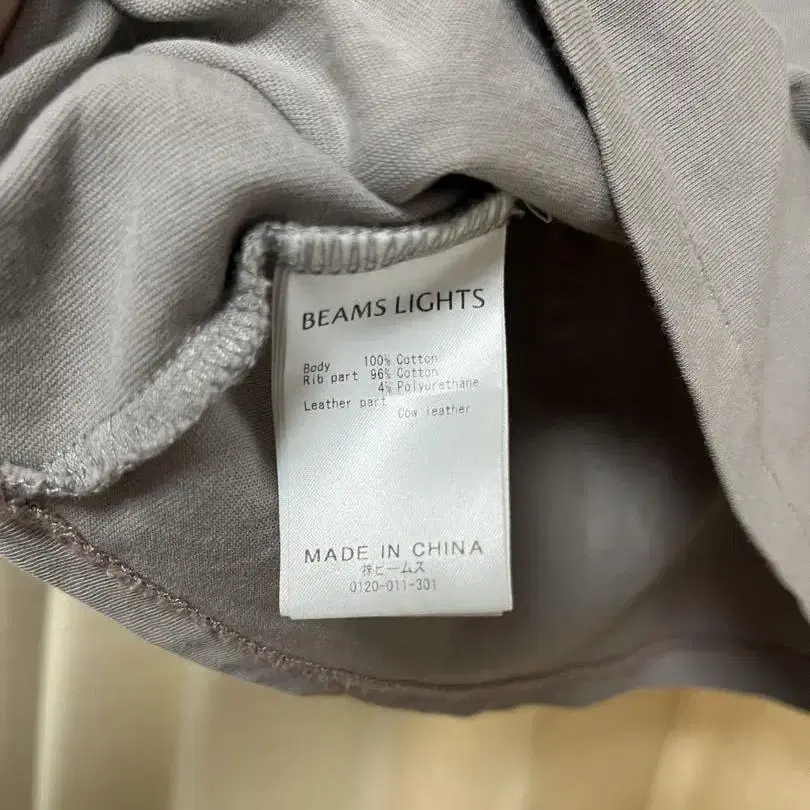 BEAMS LIGHTS
Body 100% Cotton
Rib part 96% Cotton
4% Polyurethane
Leather part
Cow leather
MADE IN CHINA
㈱ビームス
0120-011-301